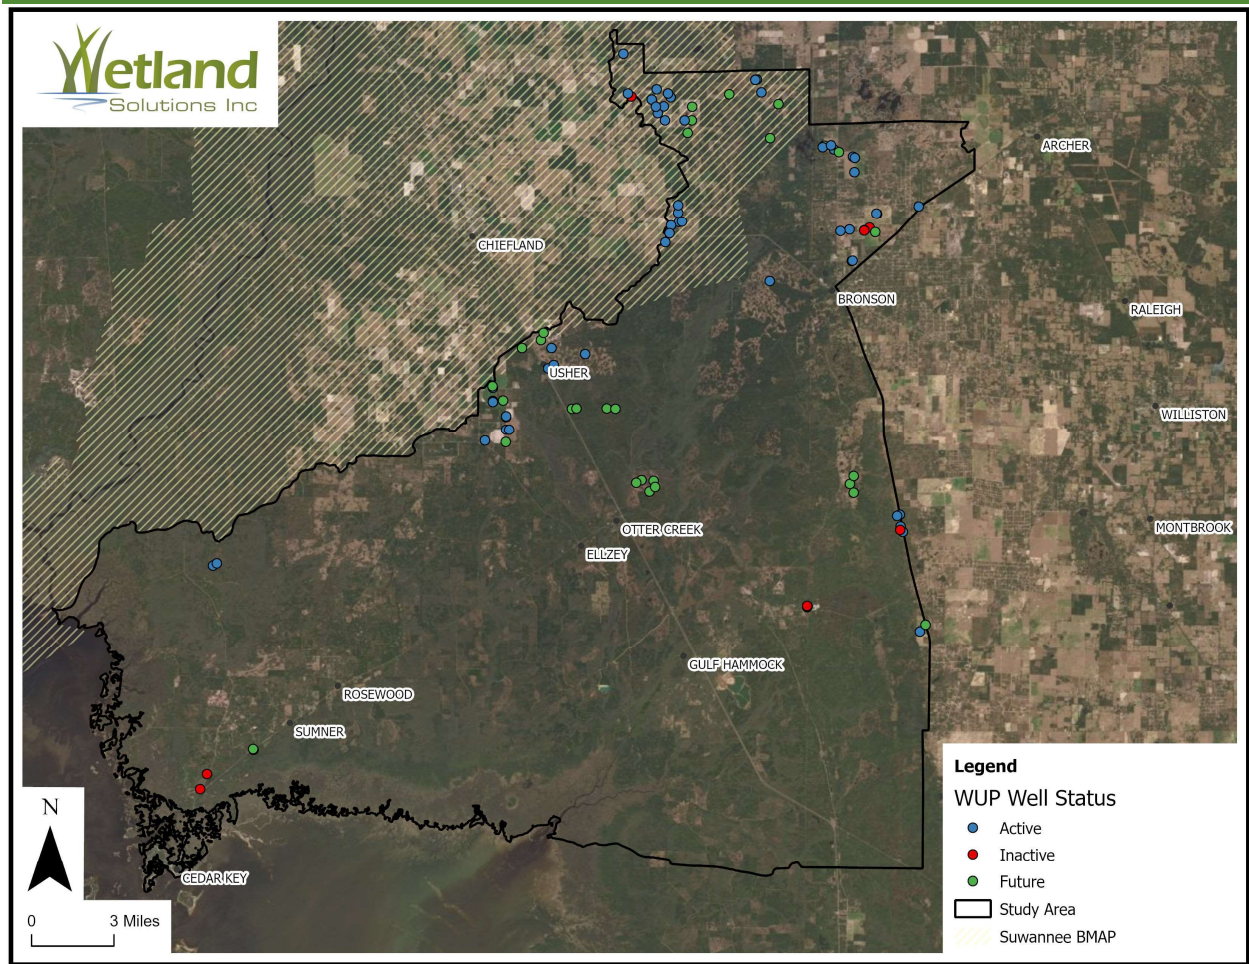 Wetland
Solutions Inc
ARCHER
CHIEFLAND
BRONSON
RALEIGH
USHER
WILLISTON
OTTER CREEK
MONTBROOK
ELLZEY
GULF HAMMOCK
ROSEWOOD
SUMNER
CEDAR KEY
N
0 3 Miles
Legend
WUP Well Status
Active
Inactive
Future
Study Area
Suwannee BMAP